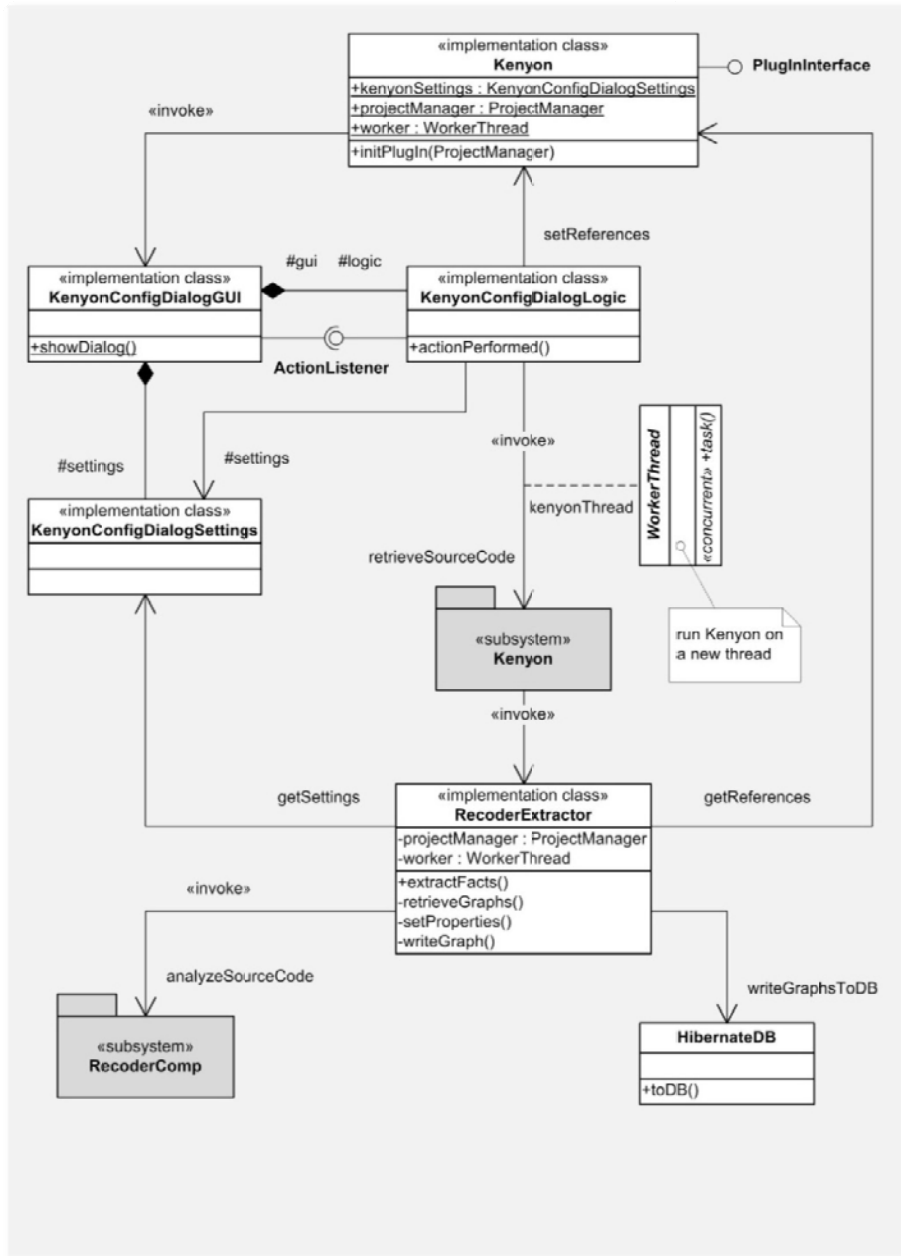 «implementation class»
Kenyon
PlugInInterface
+kenyonSettings : KenyonConfigDialogSettings
+projectManager : ProjectManager
+worker : WorkerThread
+initPlugIn(ProjectManager)
«invoke»
setReferences
#gui #logic
«implementation class»
KenyonConfigDialogGUI
+showDialog()
«implementation class»
KenyonConfigDialogLogic
+actionPerformed()
ActionListener
«invoke»
#settings
#settings
WorkerThread
«concurrent» +task()
kenyonThread
«implementation class»
KenyonConfigDialogSettings
retrieveSourceCode
run Kenyon on
a new thread
«subsystem»
Kenyon
«invoke»
getSettings
getReferences
«implementation class»
RecoderExtractor
-projectManager : ProjectManager
-worker : WorkerThread
+extractFacts()
-retrieveGraphs()
-setProperties()
-writeGraph()
«invoke»
analyzeSourceCode
writeGraphsToDB
«subsystem»
RecoderComp
HibernateDB
+toDB()